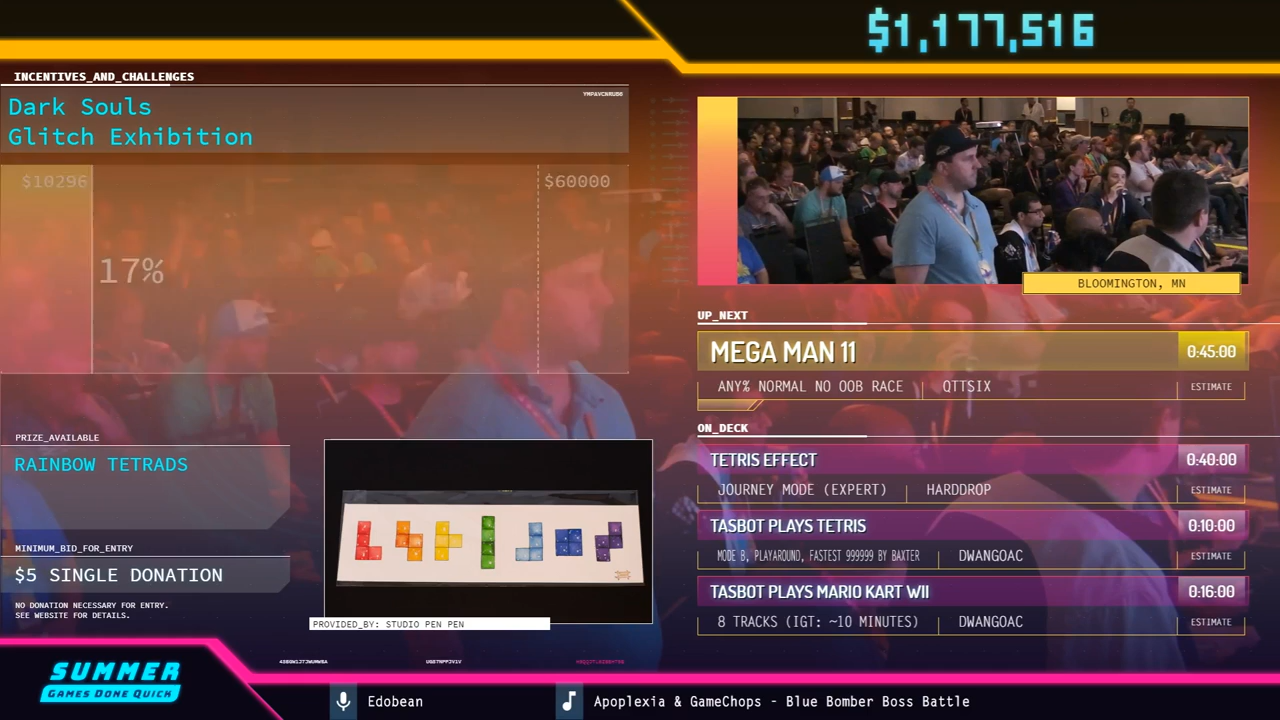 $1,177,516
INCENTIVES_AND_CHALLENGES
Dark Souls
Glitch Exhibition
$10296
$60000
17%
PRIZE_AVAILABLE
RAINBOW TETRADS
MINIMUM_BID_FOR_ENTRY
$5 SINGLE DONATION
NO DONATION NECESSARY FOR ENTRY.
SEE WEBSITE FOR DETAILS.
PROVIDED_BY: STUDIO PEN PEN
BLOOMINGTON, MN
UP_NEXT
MEGA MAN 11 0:45:00
ANY% NORMAL NO OOB RACE QTTSIX ESTIMATE
ON_DECK
TETRIS EFFECT 0:40:00
JOURNEY MODE (EXPERT) HARDDROP ESTIMATE
TASBOT PLAYS TETRIS 0:10:00
MODE B, PLAYAROUND, FASTEST 999999 BY BAXTER DWANGOAC ESTIMATE
TASBOT PLAYS MARIO KART WII 0:16:00
8 TRACKS (IGT: ~10 MINUTES) DWANGOAC ESTIMATE
SUMMER
GAMES DONE QUICK
Edobean
Apoplexia & GameChops - Blue Bomber Boss Battle